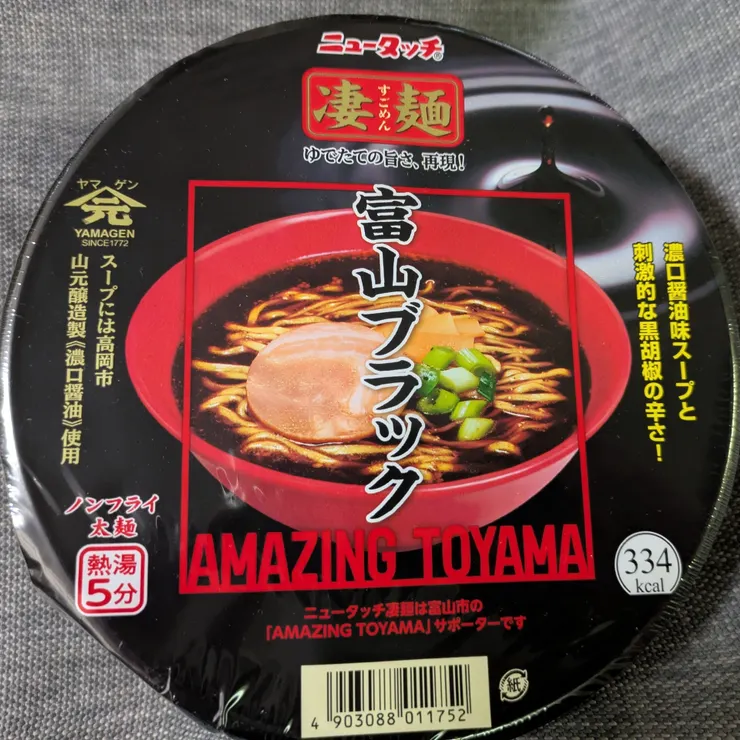 ニュータッチ®
凄麺
すごめん
ゆでたての旨さ、再現!
ヤマゲン
元
YAMAGEN
SINCE1772
スープには高岡市
山元醸造製《濃口醤油》使用
富山ブラック
濃口醤油味スープと
刺激的な黒胡椒の辛さ!
ノンフライ
太麺
熱湯
5分
AMAZING TOYAMA
334
kcal
ニュータッチ凄麺は富山市の
「AMAZING TOYAMA」サポーターです
紙
4 903088 011752